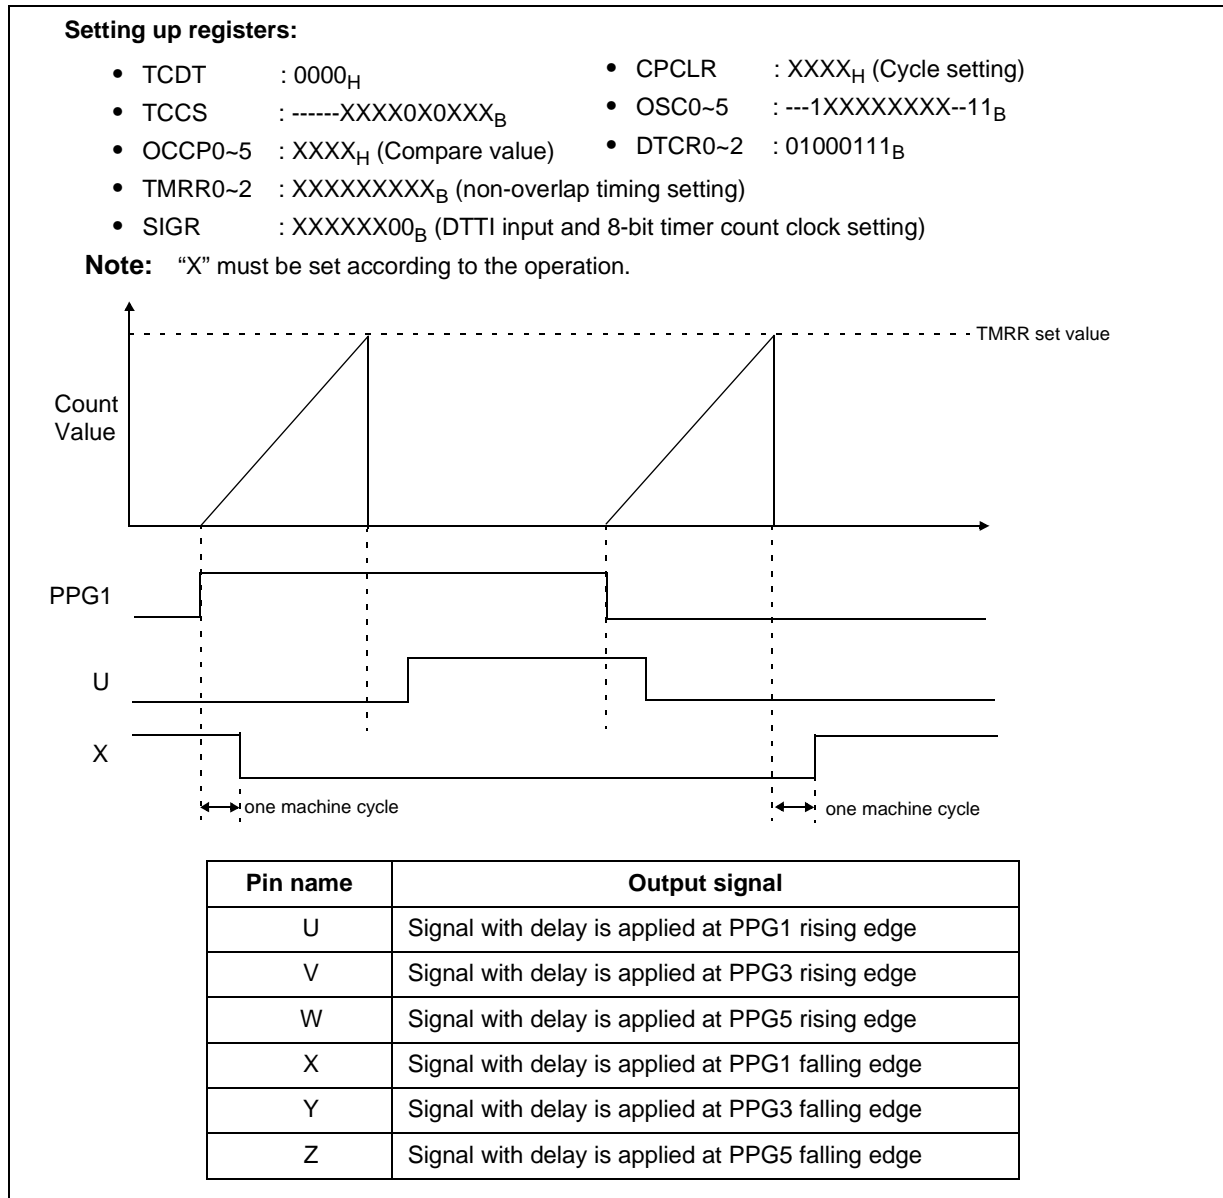 Setting up registers:
• TCDT : 0000H • CPCLR : XXXXH (Cycle setting)
• TCCS : ------XXXX0X0XXXB • OSC0~5 : ---1XXXXXXXX--11B
• OCCP0~5 : XXXXH (Compare value) • DTCR0~2 : 01000111B
• TMRR0~2 : XXXXXXXXXB (non-overlap timing setting)
• SIGR : XXXXXX00B (DTTI input and 8-bit timer count clock setting)
Note: “X” must be set according to the operation.
TMRR set value
Count
Value
PPG1
U
X
one machine cycle one machine cycle
Pin name Output signal
U Signal with delay is applied at PPG1 rising edge
V Signal with delay is applied at PPG3 rising edge
W Signal with delay is applied at PPG5 rising edge
X Signal with delay is applied at PPG1 falling edge
Y Signal with delay is applied at PPG3 falling edge
Z Signal with delay is applied at PPG5 falling edge